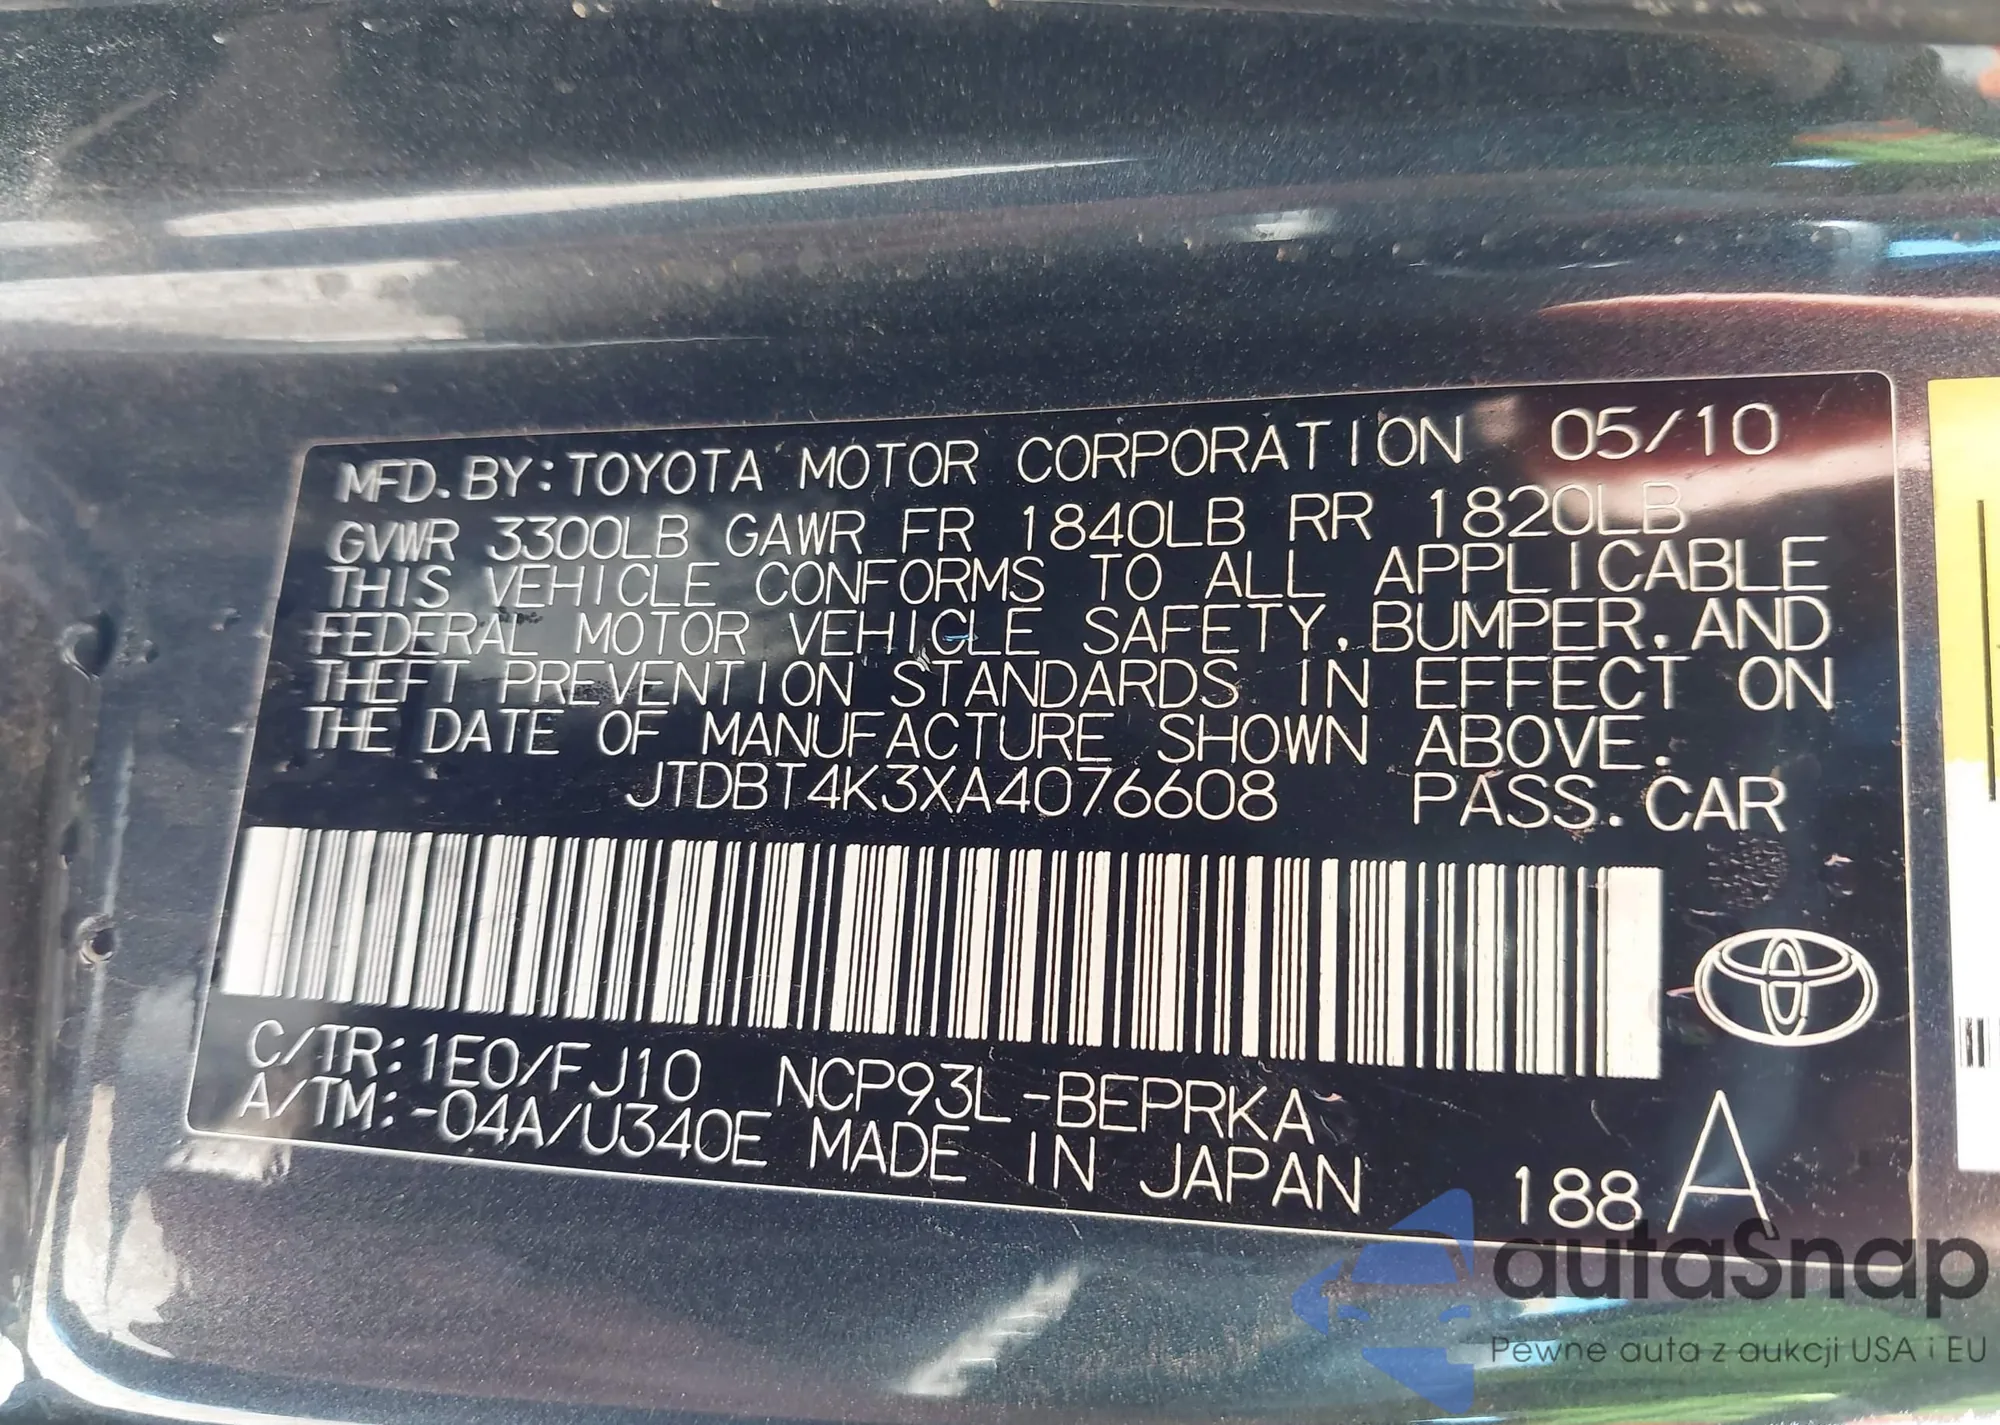 MFD. BY: TOYOTA MOTOR CORPORATION 05/10
GVWR 3300LB GAWR FR 1840LB RR 1820LB
THIS VEHICLE CONFORMS TO ALL APPLICABLE
FEDERAL MOTOR VEHICLE SAFETY, BUMPER, AND
THEFT PREVENTION STANDARDS IN EFFECT ON
THE DATE OF MANUFACTURE SHOWN ABOVE.
JTDBT4K3XA4076608 PASS. CAR
C/TR: 1E0/FJ10 NCP93L-BEPRKA
A/TM: -04A/U340E MADE IN JAPAN 188 A
autaSnap
Pewne auta z aukcji USA i EU